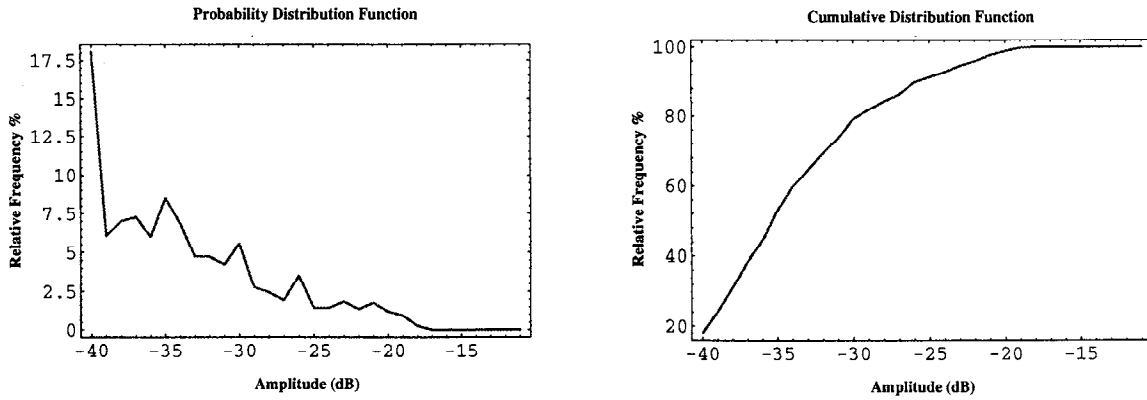 Probability Distribution Function
Relative Frequency %
17.5
15
12.5
10
7.5
5
2.5
0
-40 -35 -30 -25 -20 -15
Amplitude (dB)
Cumulative Distribution Function
Relative Frequency %
100
80
60
40
20
-40 -35 -30 -25 -20 -15
Amplitude (dB)